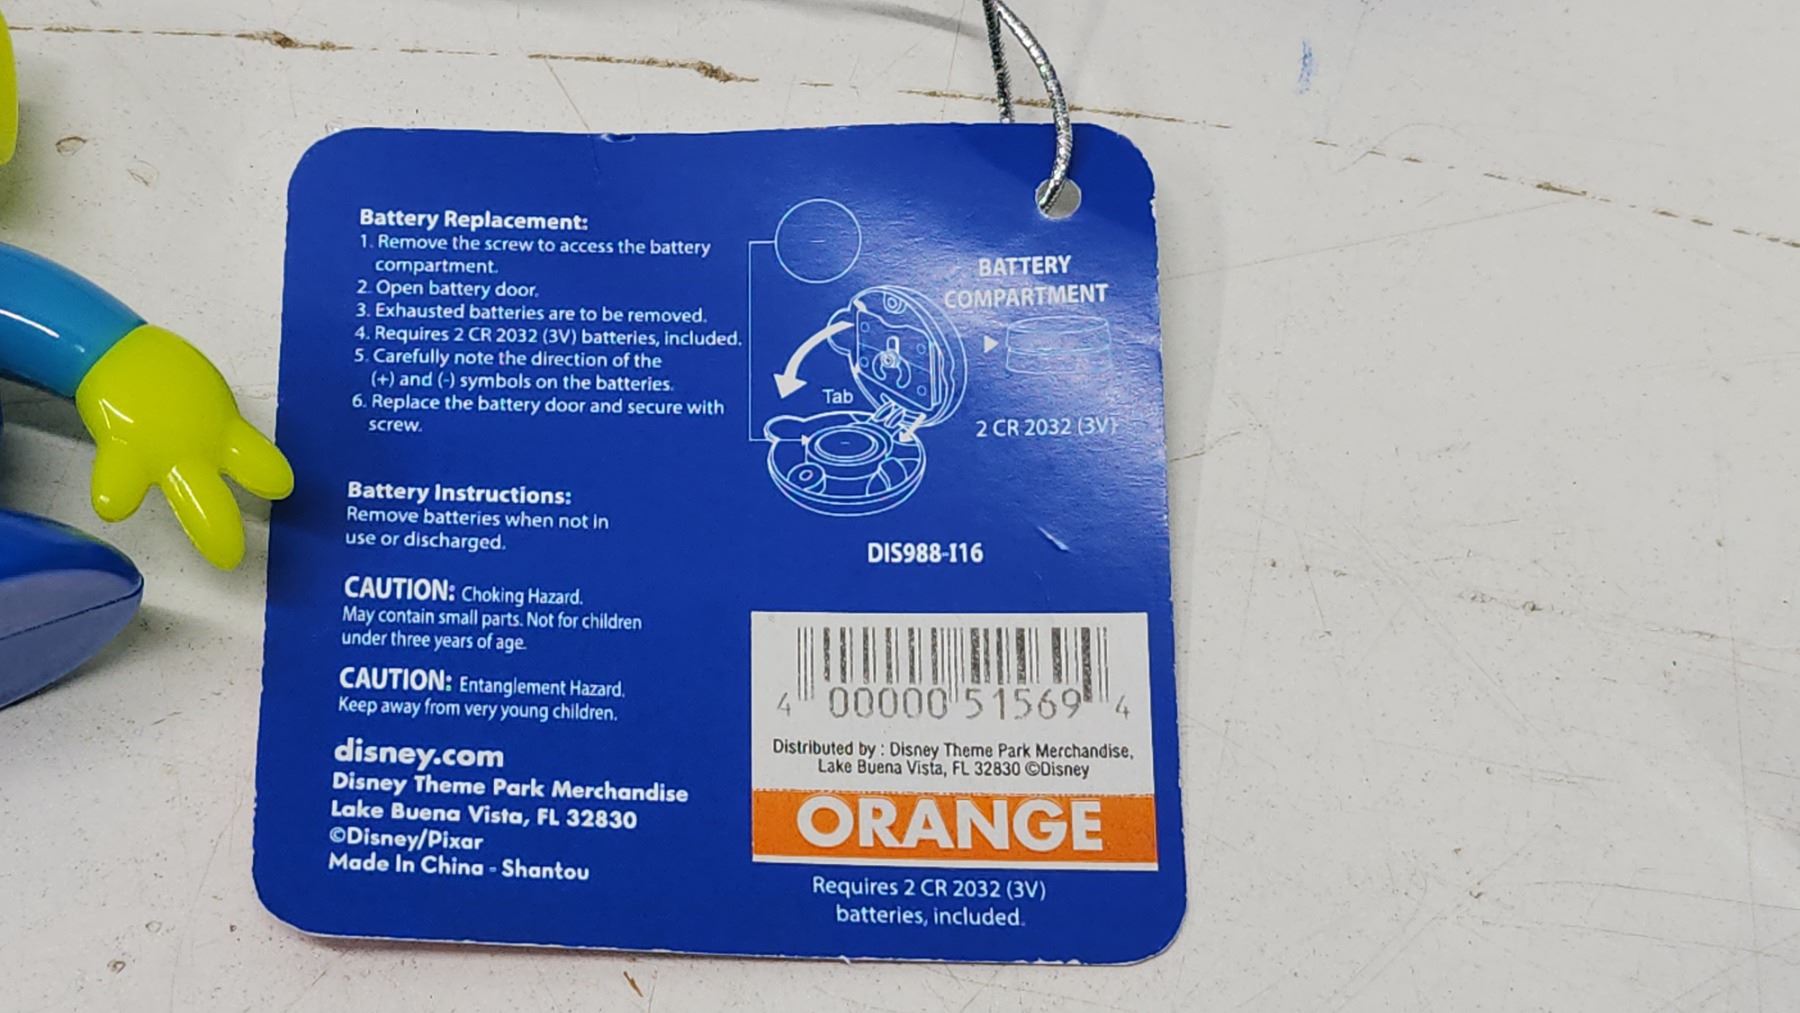 Battery Replacement:
1. Remove the screw to access the battery
compartment.
2. Open battery door.
3. Exhausted batteries are to be removed.
4. Requires 2 CR 2032 (3V) batteries, included.
5. Carefully note the direction of the
(+) and (-) symbols on the batteries.
6. Replace the battery door and secure with
screw.
Battery Instructions:
Remove batteries when not in
use or discharged.
CAUTION: Choking Hazard.
May contain small parts. Not for children
under three years of age.
CAUTION: Entanglement Hazard.
Keep away from very young children.
disney.com
Disney Theme Park Merchandise
Lake Buena Vista, FL 32830
©Disney/Pixar
Made In China - Shantou
BATTERY
COMPARTMENT
Tab
2 CR 2032 (3V)
DIS988-I16
4 00000 51569 4
Distributed by : Disney Theme Park Merchandise,
Lake Buena Vista, FL 32830 ©Disney
ORANGE
Requires 2 CR 2032 (3V)
batteries, included.